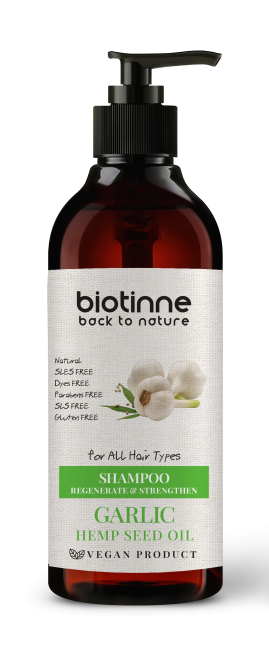 biotinne
back to nature
Natural
SLES FREE
Dyes FREE
Parabens FREE
SLS FREE
Gluten FREE
for All Hair Types
SHAMPOO
REGENERATE & STRENGTHEN
GARLIC
HEMP SEED OIL
VEGAN PRODUCT